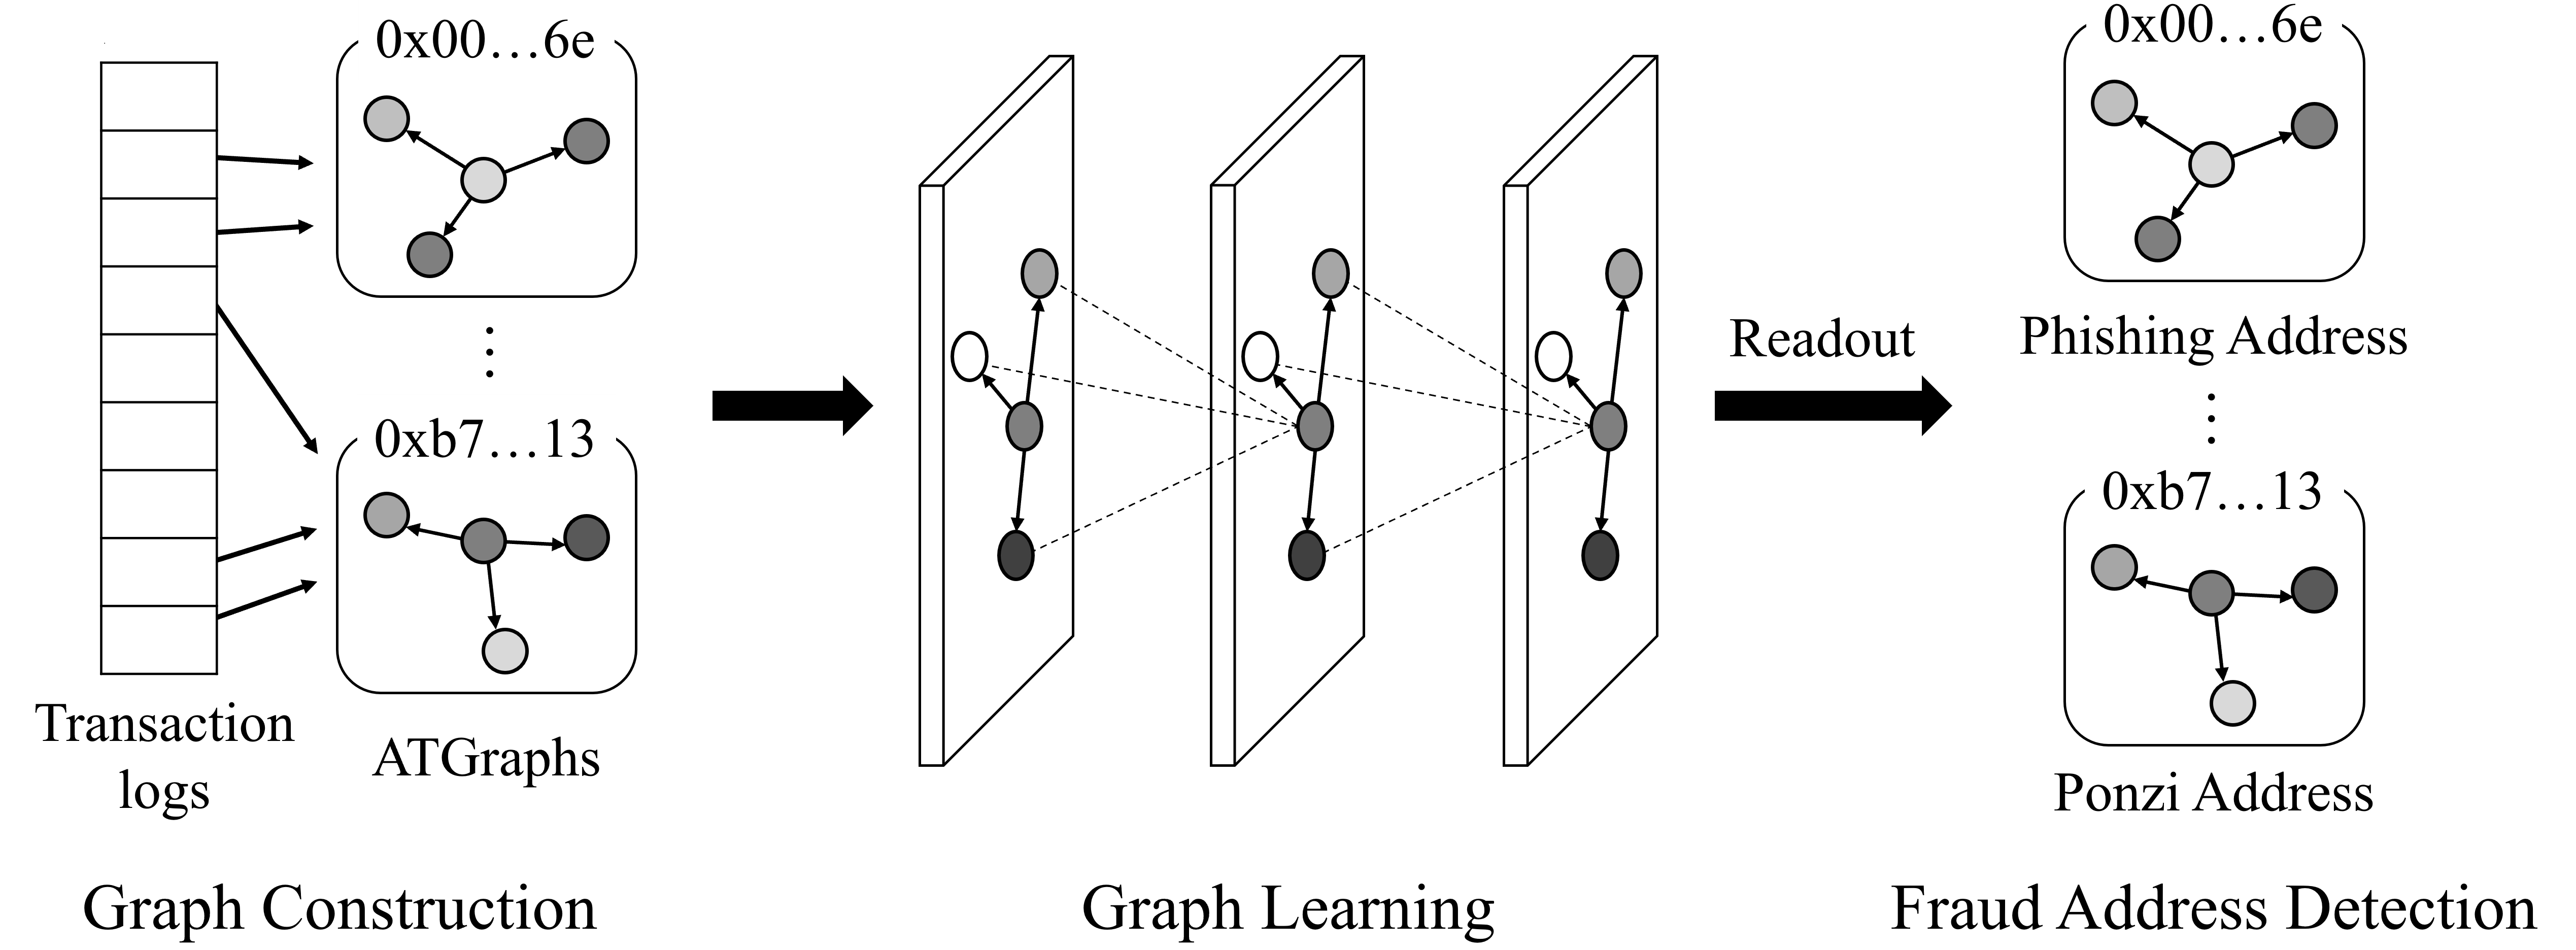 0x00…6e
0xb7…13
Transaction
logs
ATGraphs
Graph Construction
Graph Learning
Readout
0x00…6e
Phishing Address
0xb7…13
Ponzi Address
Fraud Address Detection